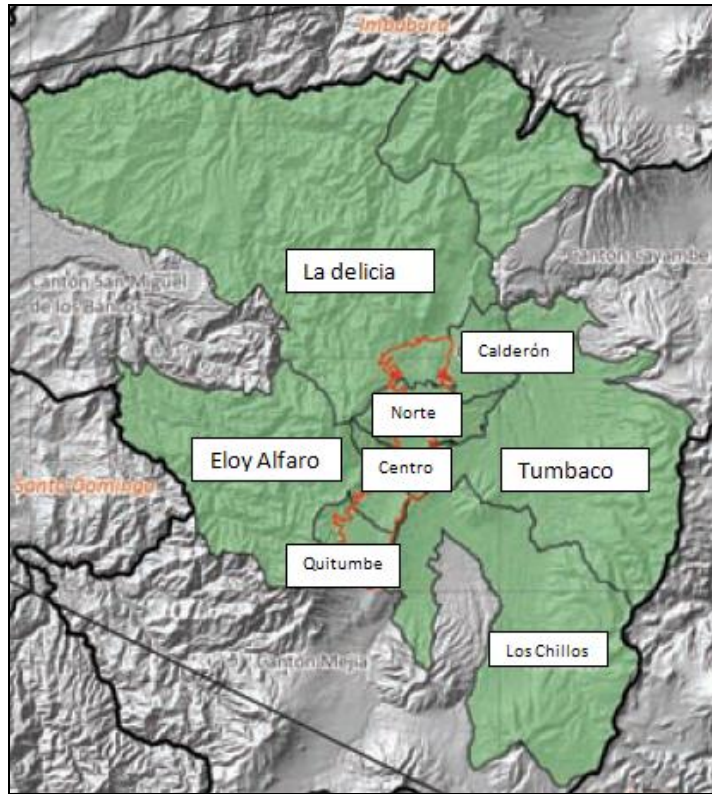 Imbabura
La delicia
Cantón Cayambe
Cantón San Miguel
de los Bancos
Calderón
Norte
Eloy Alfaro
Centro
Tumbaco
Santo Domingo
Quitumbe
Los Chillos
Cantón Mejía